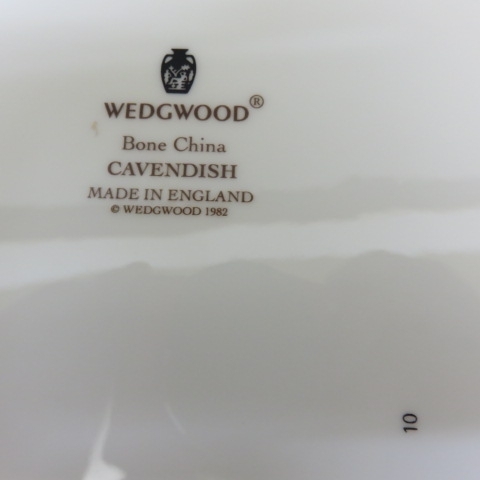 WEDGWOOD®
Bone China
CAVENDISH
MADE IN ENGLAND
© WEDGWOOD 1982
10